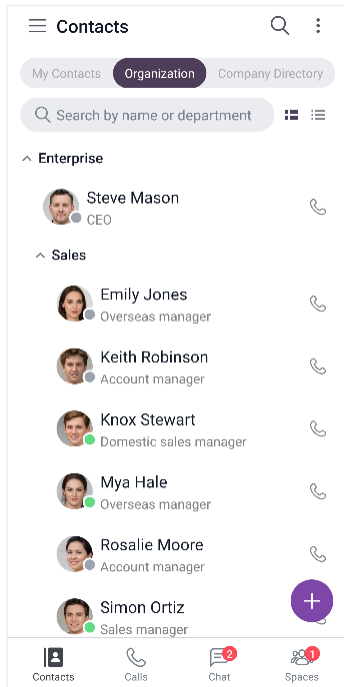 Contacts
My Contacts
Organization
Company Directory
Search by name or department
Enterprise
Steve Mason
CEO
Sales
Emily Jones
Overseas manager
Keith Robinson
Account manager
Knox Stewart
Domestic sales manager
Mya Hale
Overseas manager
Rosalie Moore
Account manager
Simon Ortiz
Sales manager
2
1
Contacts
Calls
Chat
Spaces